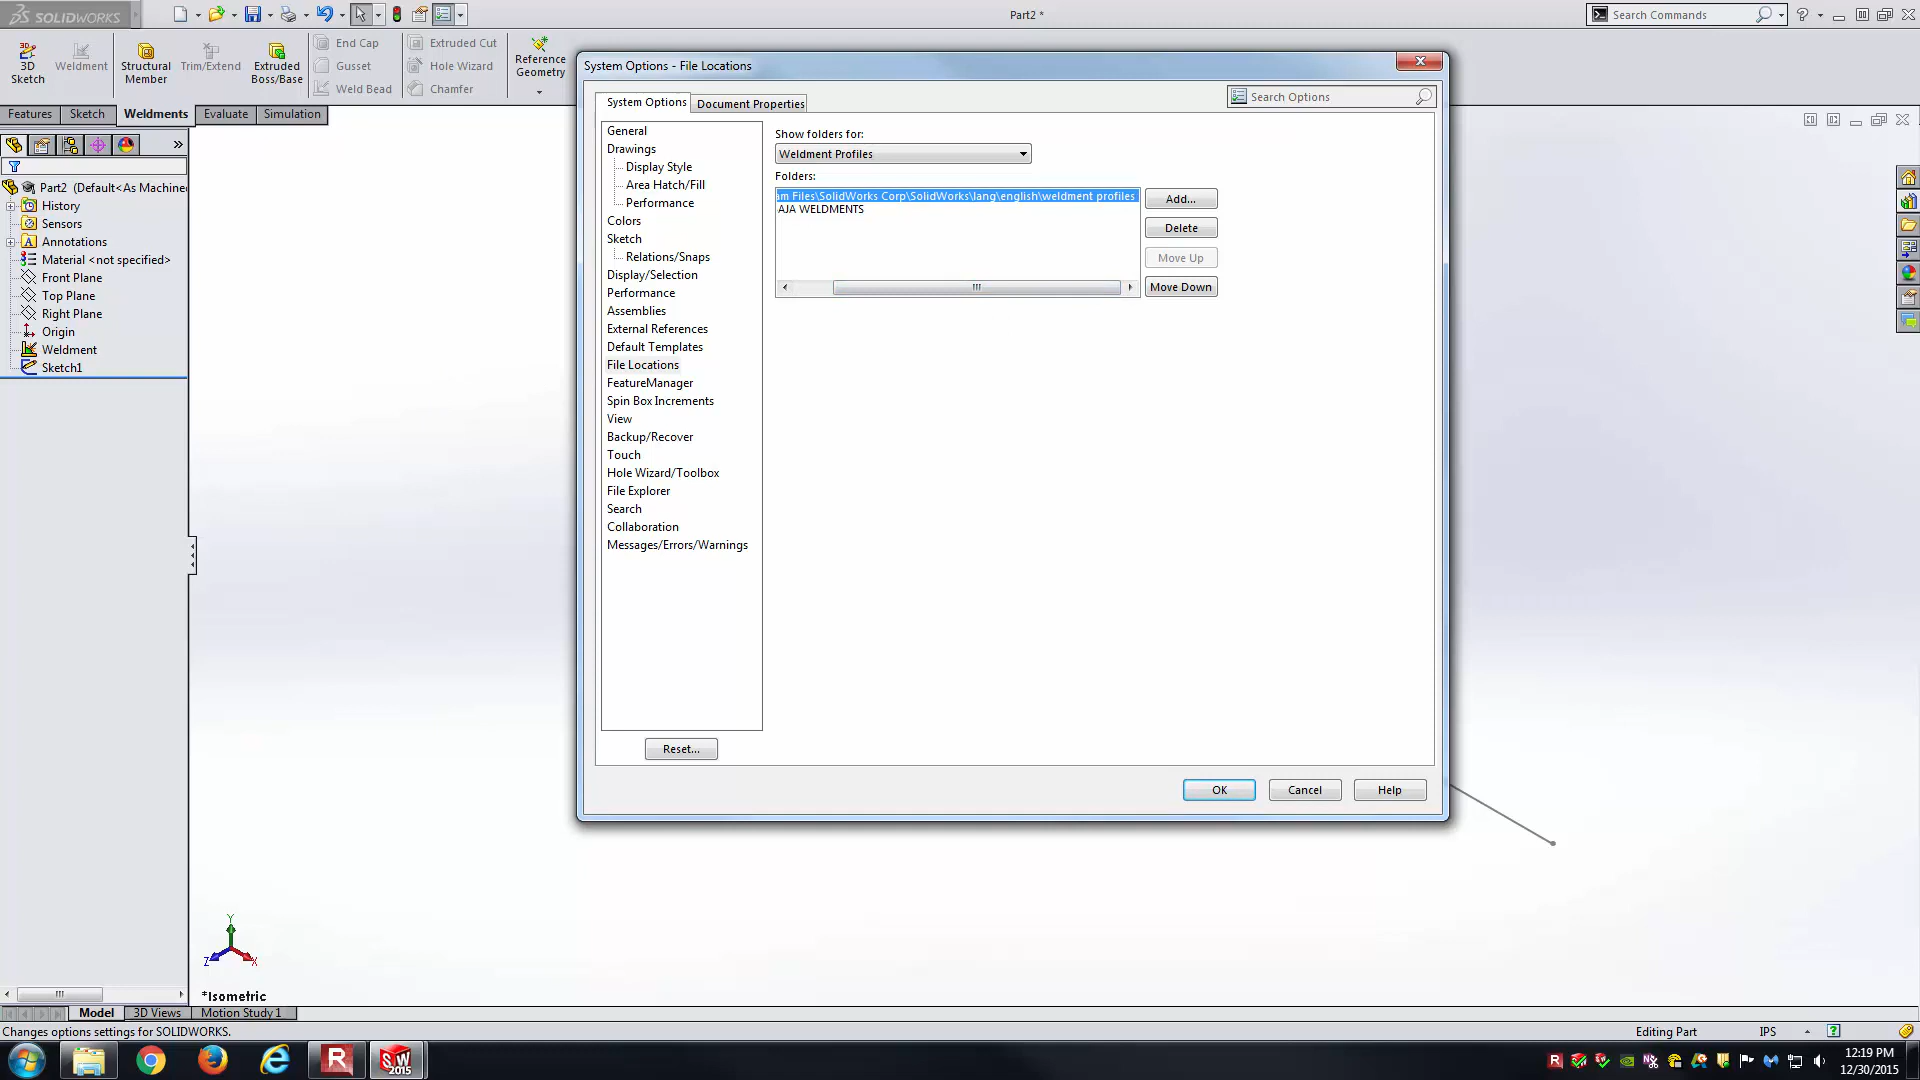 SOLIDWORKS
Part2 *
Search Commands
3D Sketch
Weldment
Structural Member
Trim/Extend
Extruded Boss/Base
End Cap
Gusset
Weld Bead
Extruded Cut
Hole Wizard
Chamfer
Reference Geometry
Features
Sketch
Weldments
Evaluate
Simulation
Part2 (Default<As Machine
History
Sensors
Annotations
Material <not specified>
Front Plane
Top Plane
Right Plane
Origin
Weldment
Sketch1
System Options - File Locations
System Options
Document Properties
Search Options
General
Drawings
Display Style
Area Hatch/Fill
Performance
Colors
Sketch
Relations/Snaps
Display/Selection
Performance
Assemblies
External References
Default Templates
File Locations
FeatureManager
Spin Box Increments
View
Backup/Recover
Touch
Hole Wizard/Toolbox
File Explorer
Search
Collaboration
Messages/Errors/Warnings
Reset...
Show folders for:
Weldment Profiles
Folders:
am Files\SolidWorks Corp\SolidWorks\lang\english\weldment profiles
AJA WELDMENTS
Add...
Delete
Move Up
Move Down
OK
Cancel
Help
Y
Z
X
*Isometric
Model
3D Views
Motion Study 1
Changes options settings for SOLIDWORKS.
Editing Part
IPS
R
SW
2015
12:19 PM
12/30/2015